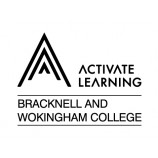 ACTIVATE
LEARNING
BRACKNELL AND
WOKINGHAM COLLEGE